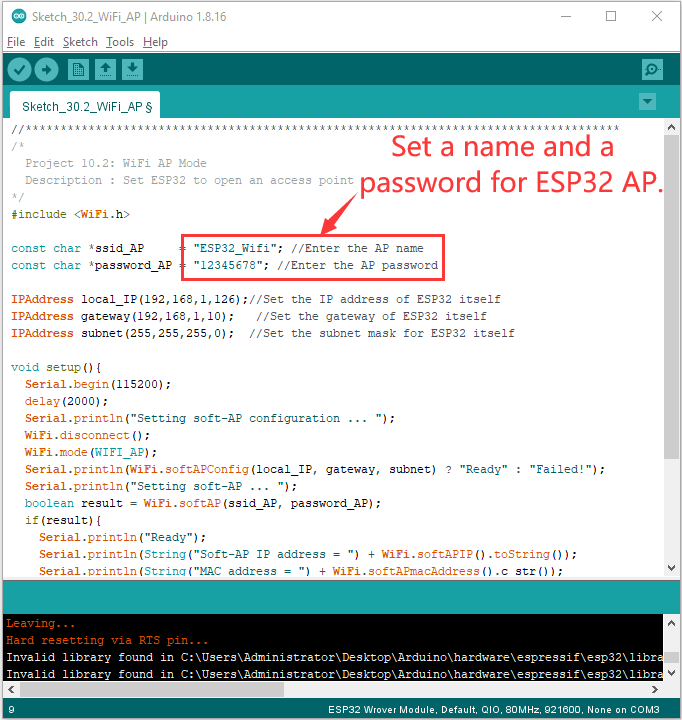 Sketch_30.2_WiFi_AP | Arduino 1.8.16
File Edit Sketch Tools Help
Sketch_30.2_WiFi_AP §
//*************************************************************************************
/*
  Project 10.2: WiFi AP Mode
  Description : Set ESP32 to open an access point
*/
Set a name and a
password for ESP32 AP.
#include <WiFi.h>
const char *ssid_AP     = "ESP32_Wifi"; //Enter the AP name
const char *password_AP = "12345678"; //Enter the AP password
IPAddress local_IP(192,168,1,126);//Set the IP address of ESP32 itself
IPAddress gateway(192,168,1,10);   //Set the gateway of ESP32 itself
IPAddress subnet(255,255,255,0);  //Set the subnet mask for ESP32 itself
void setup(){
  Serial.begin(115200);
  delay(2000);
  Serial.println("Setting soft-AP configuration ... ");
  WiFi.disconnect();
  WiFi.mode(WIFI_AP);
  Serial.println(WiFi.softAPConfig(local_IP, gateway, subnet) ? "Ready" : "Failed!");
  Serial.println("Setting soft-AP ... ");
  boolean result = WiFi.softAP(ssid_AP, password_AP);
  if(result){
    Serial.println("Ready");
    Serial.println(String("Soft-AP IP address = ") + WiFi.softAPIP().toString());
    Serial.println(String("MAC address = ") + WiFi.softAPmacAddress().c_str());
Leaving...
Hard resetting via RTS pin...
Invalid library found in C:\Users\Administrator\Desktop\Arduino\hardware\espressif\esp32\libra
Invalid library found in C:\Users\Administrator\Desktop\Arduino\hardware\espressif\esp32\libra
9
ESP32 Wrover Module, Default, QIO, 80MHz, 921600, None on COM3